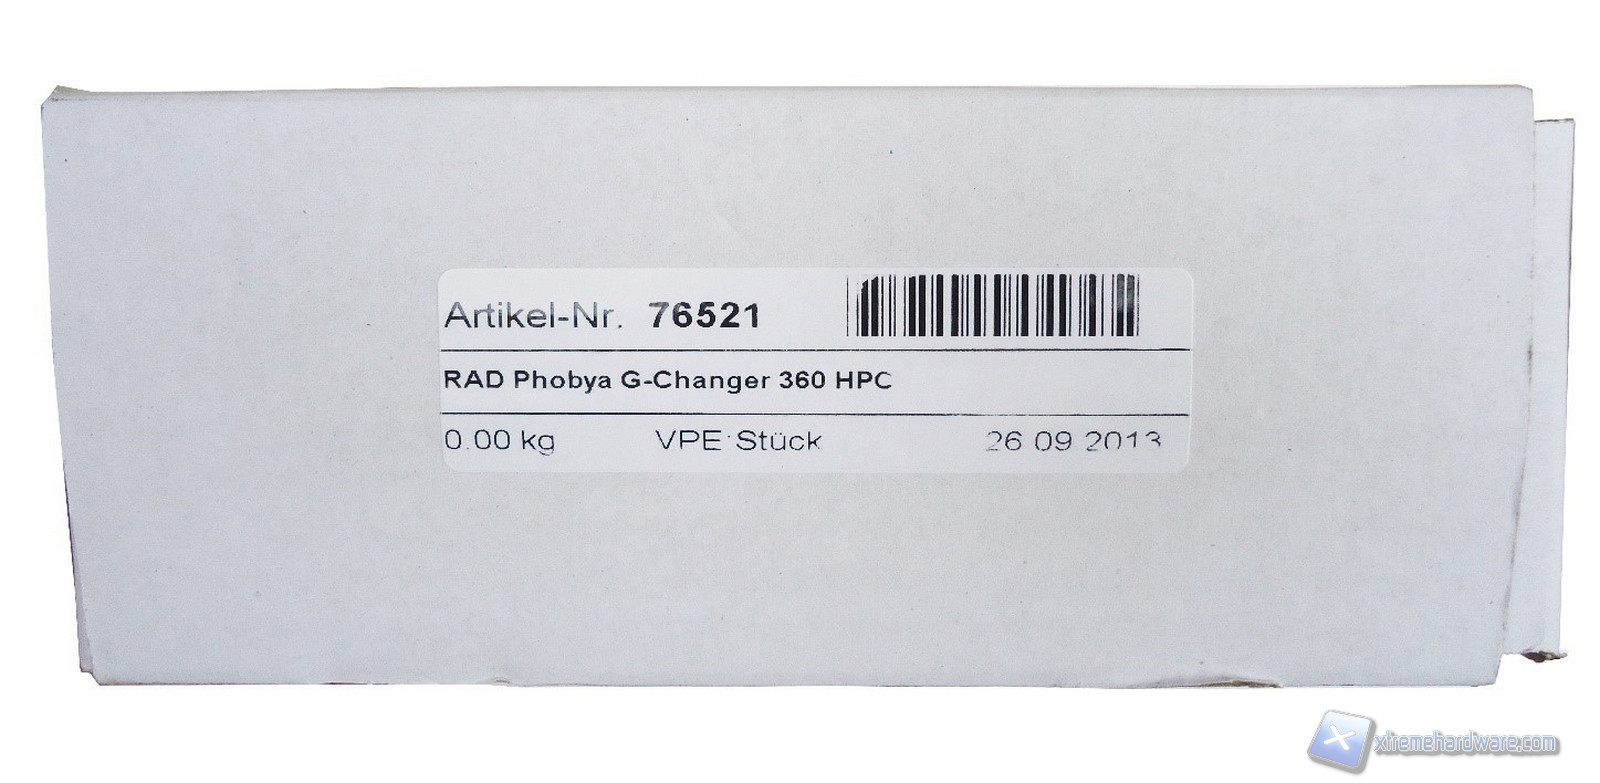 Artikel-Nr. 76521
RAD Phobya G-Changer 360 HPC
0.00 kg VPE Stück 26 09 2013
xtremehardware.com